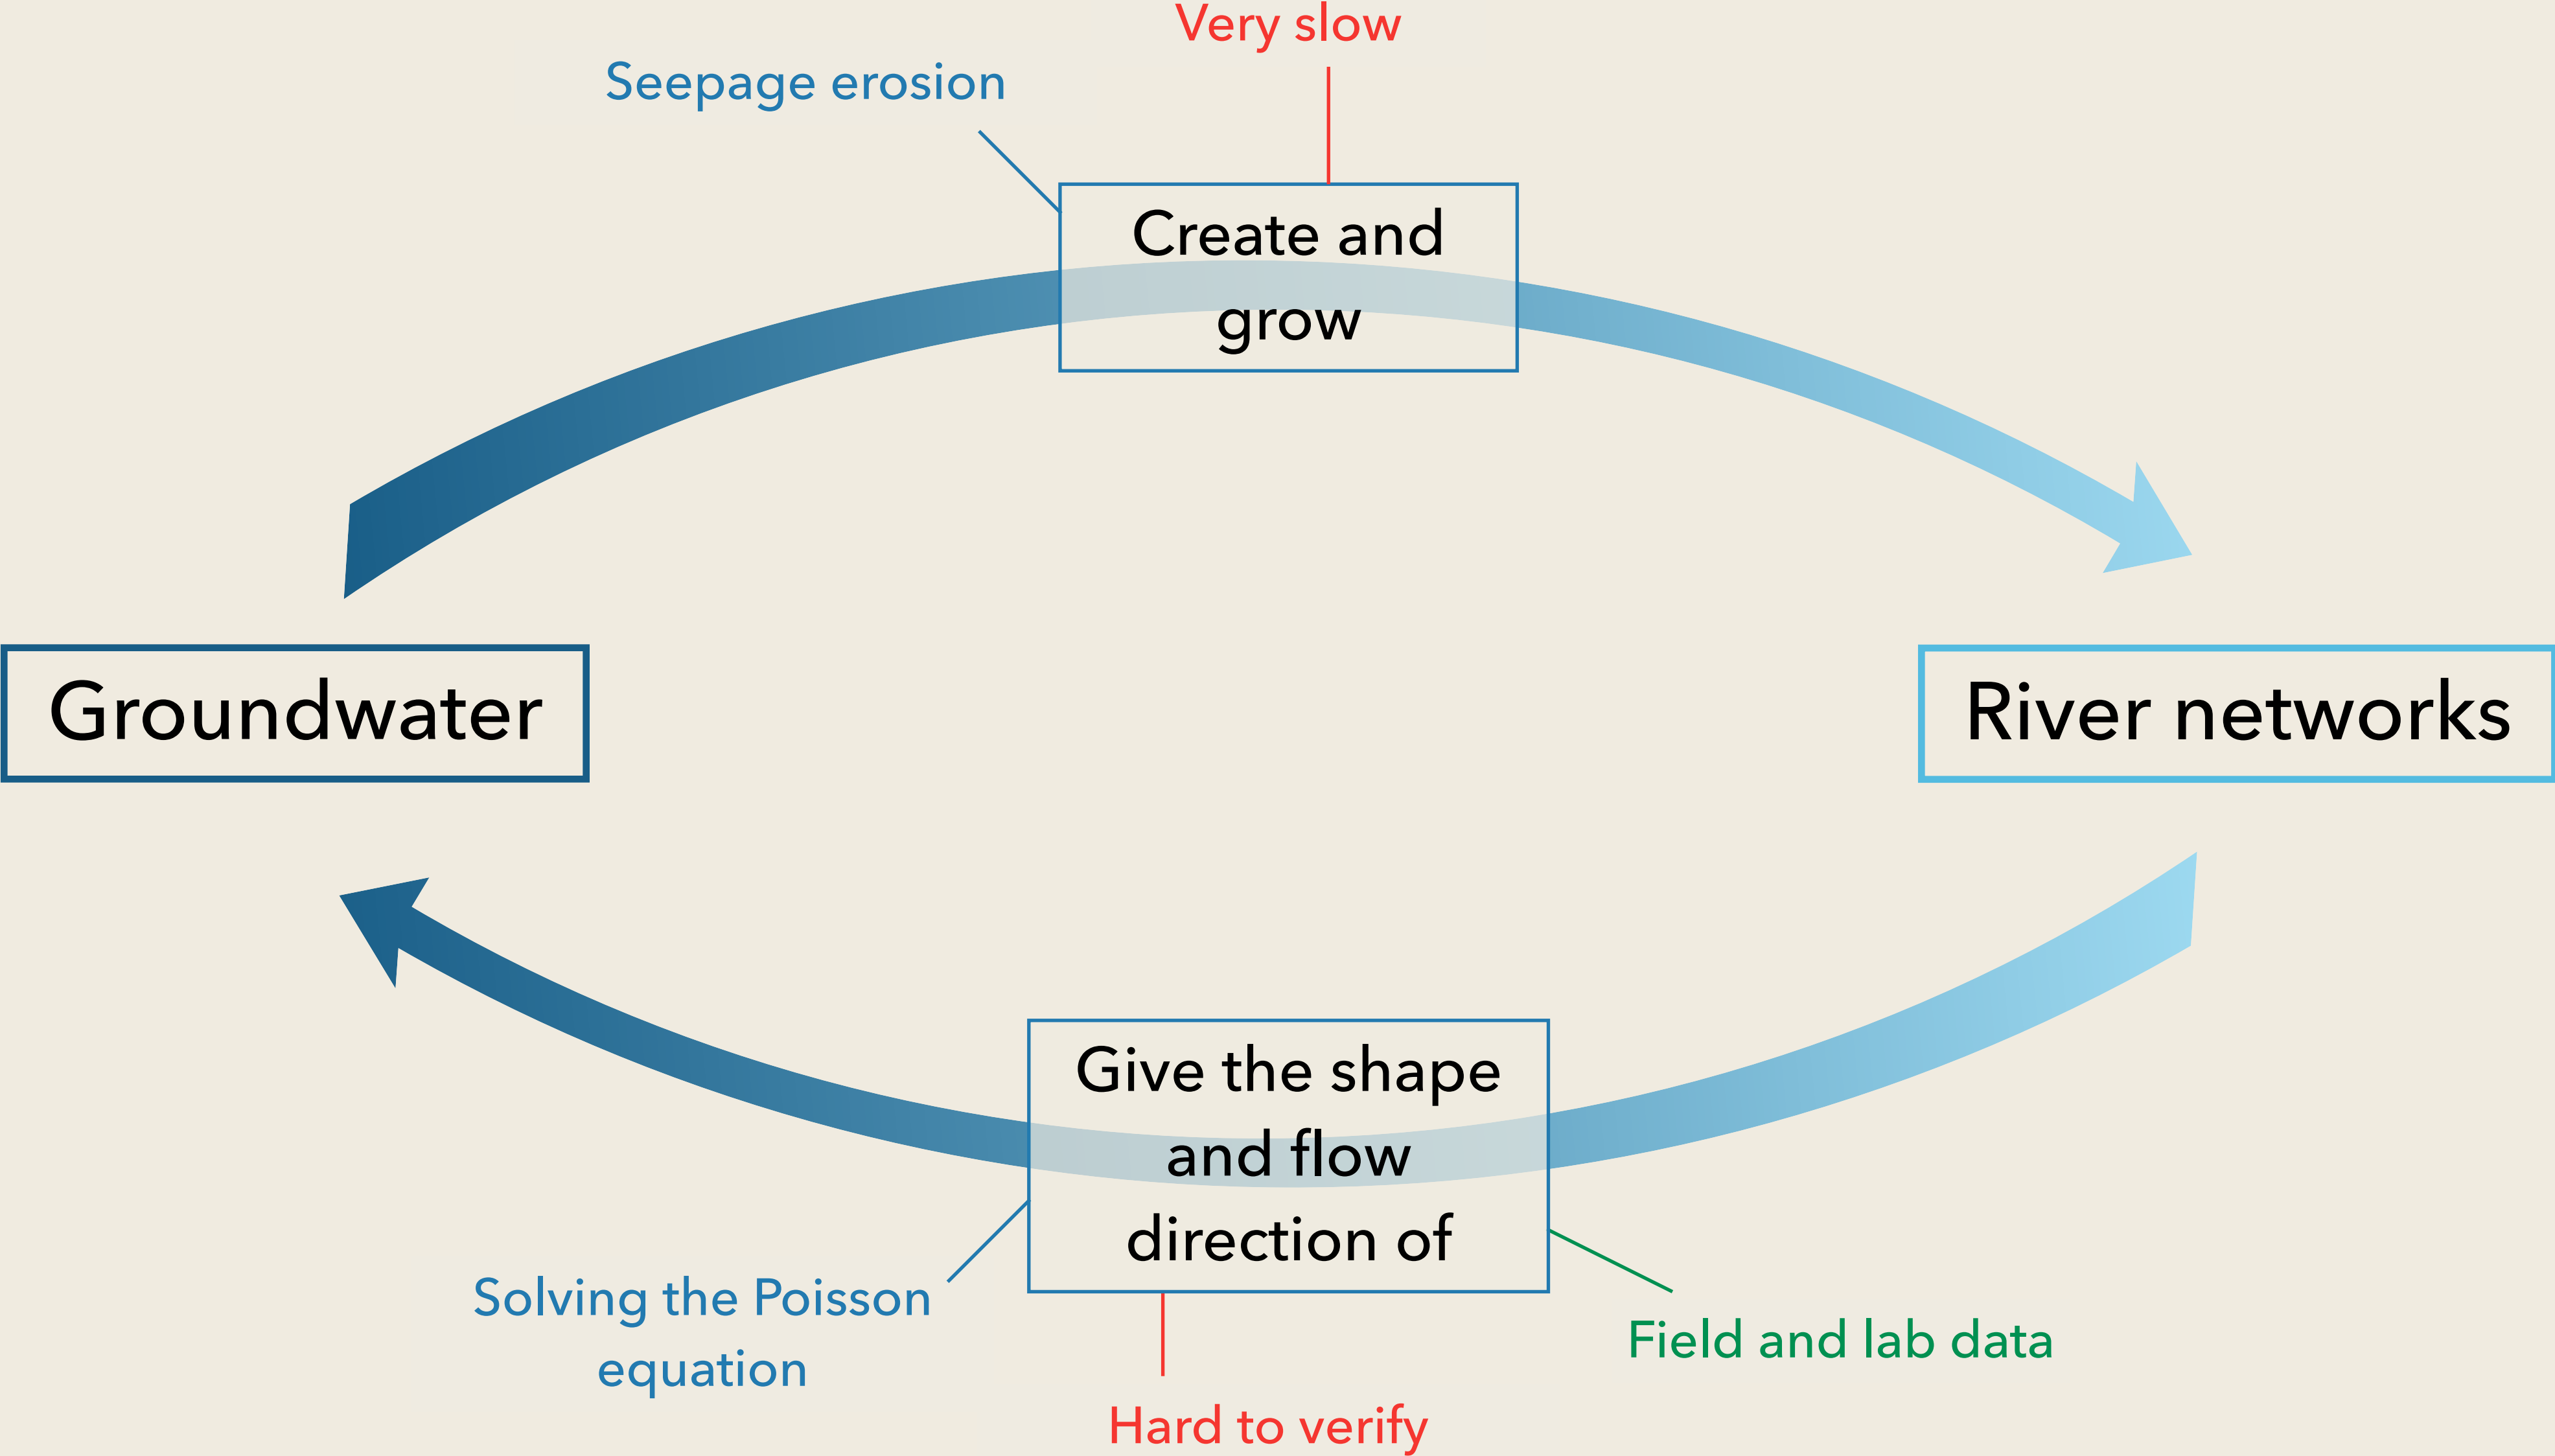 Very slow
Seepage erosion
Create and
grow
Groundwater
River networks
Give the shape
and flow
direction of
Solving the Poisson
equation
Field and lab data
Hard to verify